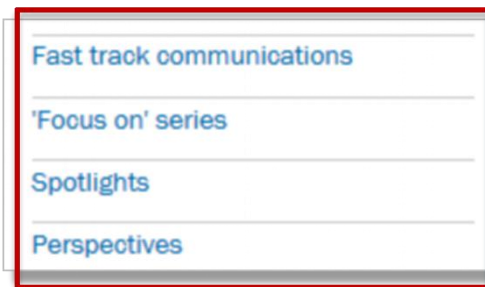 Fast track communications
'Focus on' series
Spotlights
Perspectives